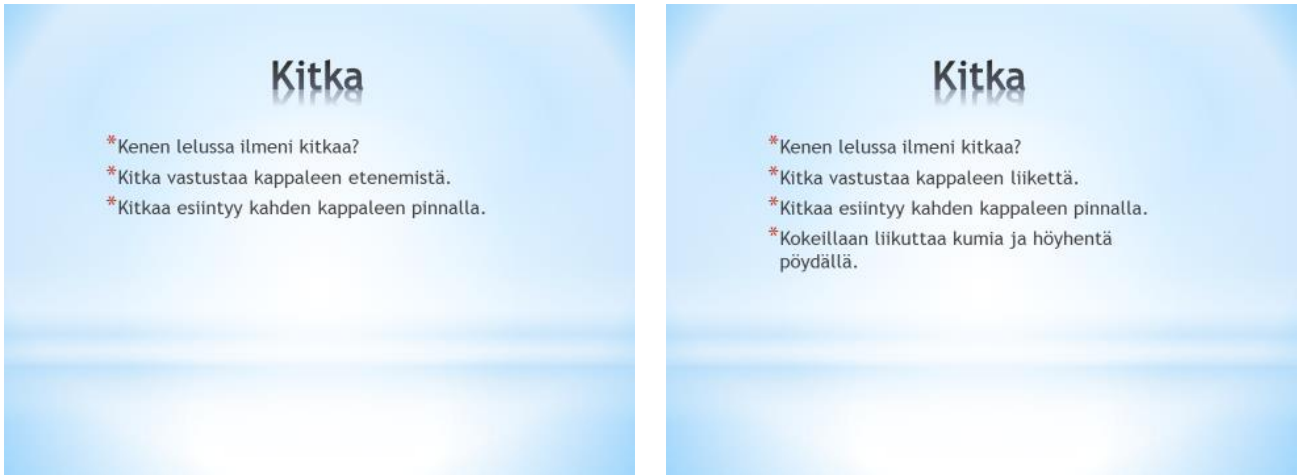 Kitka
*Kenen lelussa ilmeni kitkaa?
*Kitka vastustaa kappaleen etenemistä.
*Kitkaa esiintyy kahden kappaleen pinnalla.
Kitka
*Kenen lelussa ilmeni kitkaa?
*Kitka vastustaa kappaleen liikettä.
*Kitkaa esiintyy kahden kappaleen pinnalla.
*Kokeillaan liikuttaa kumia ja höyhentä
pöydällä.